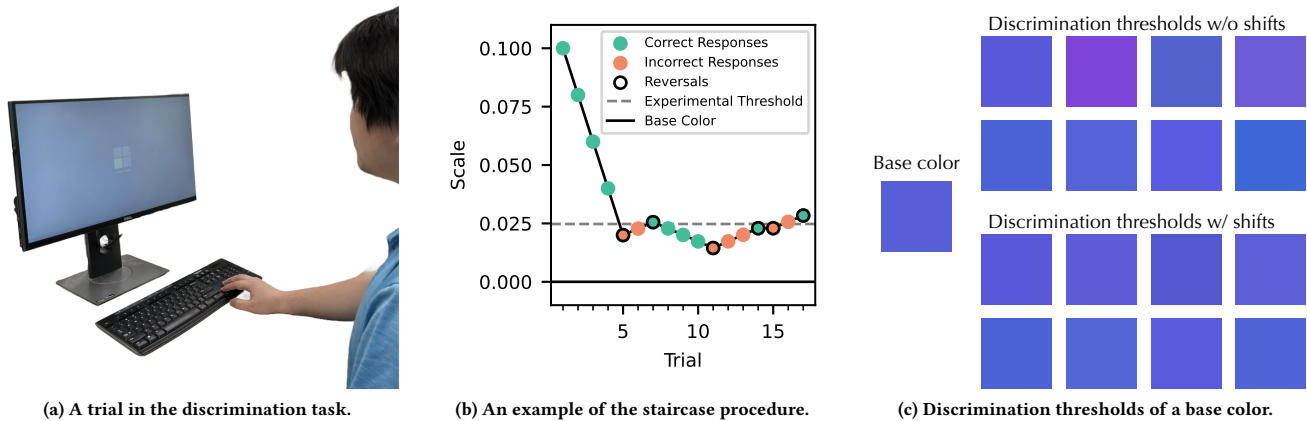 0.100
0.075
0.050
0.025
0.000
Scale
Correct Responses
Incorrect Responses
Reversals
Experimental Threshold
Base Color
5
10
15
Trial
Base color
Discrimination thresholds w/o shifts
Discrimination thresholds w/ shifts
(a) A trial in the discrimination task.
(b) An example of the staircase procedure.
(c) Discrimination thresholds of a base color.